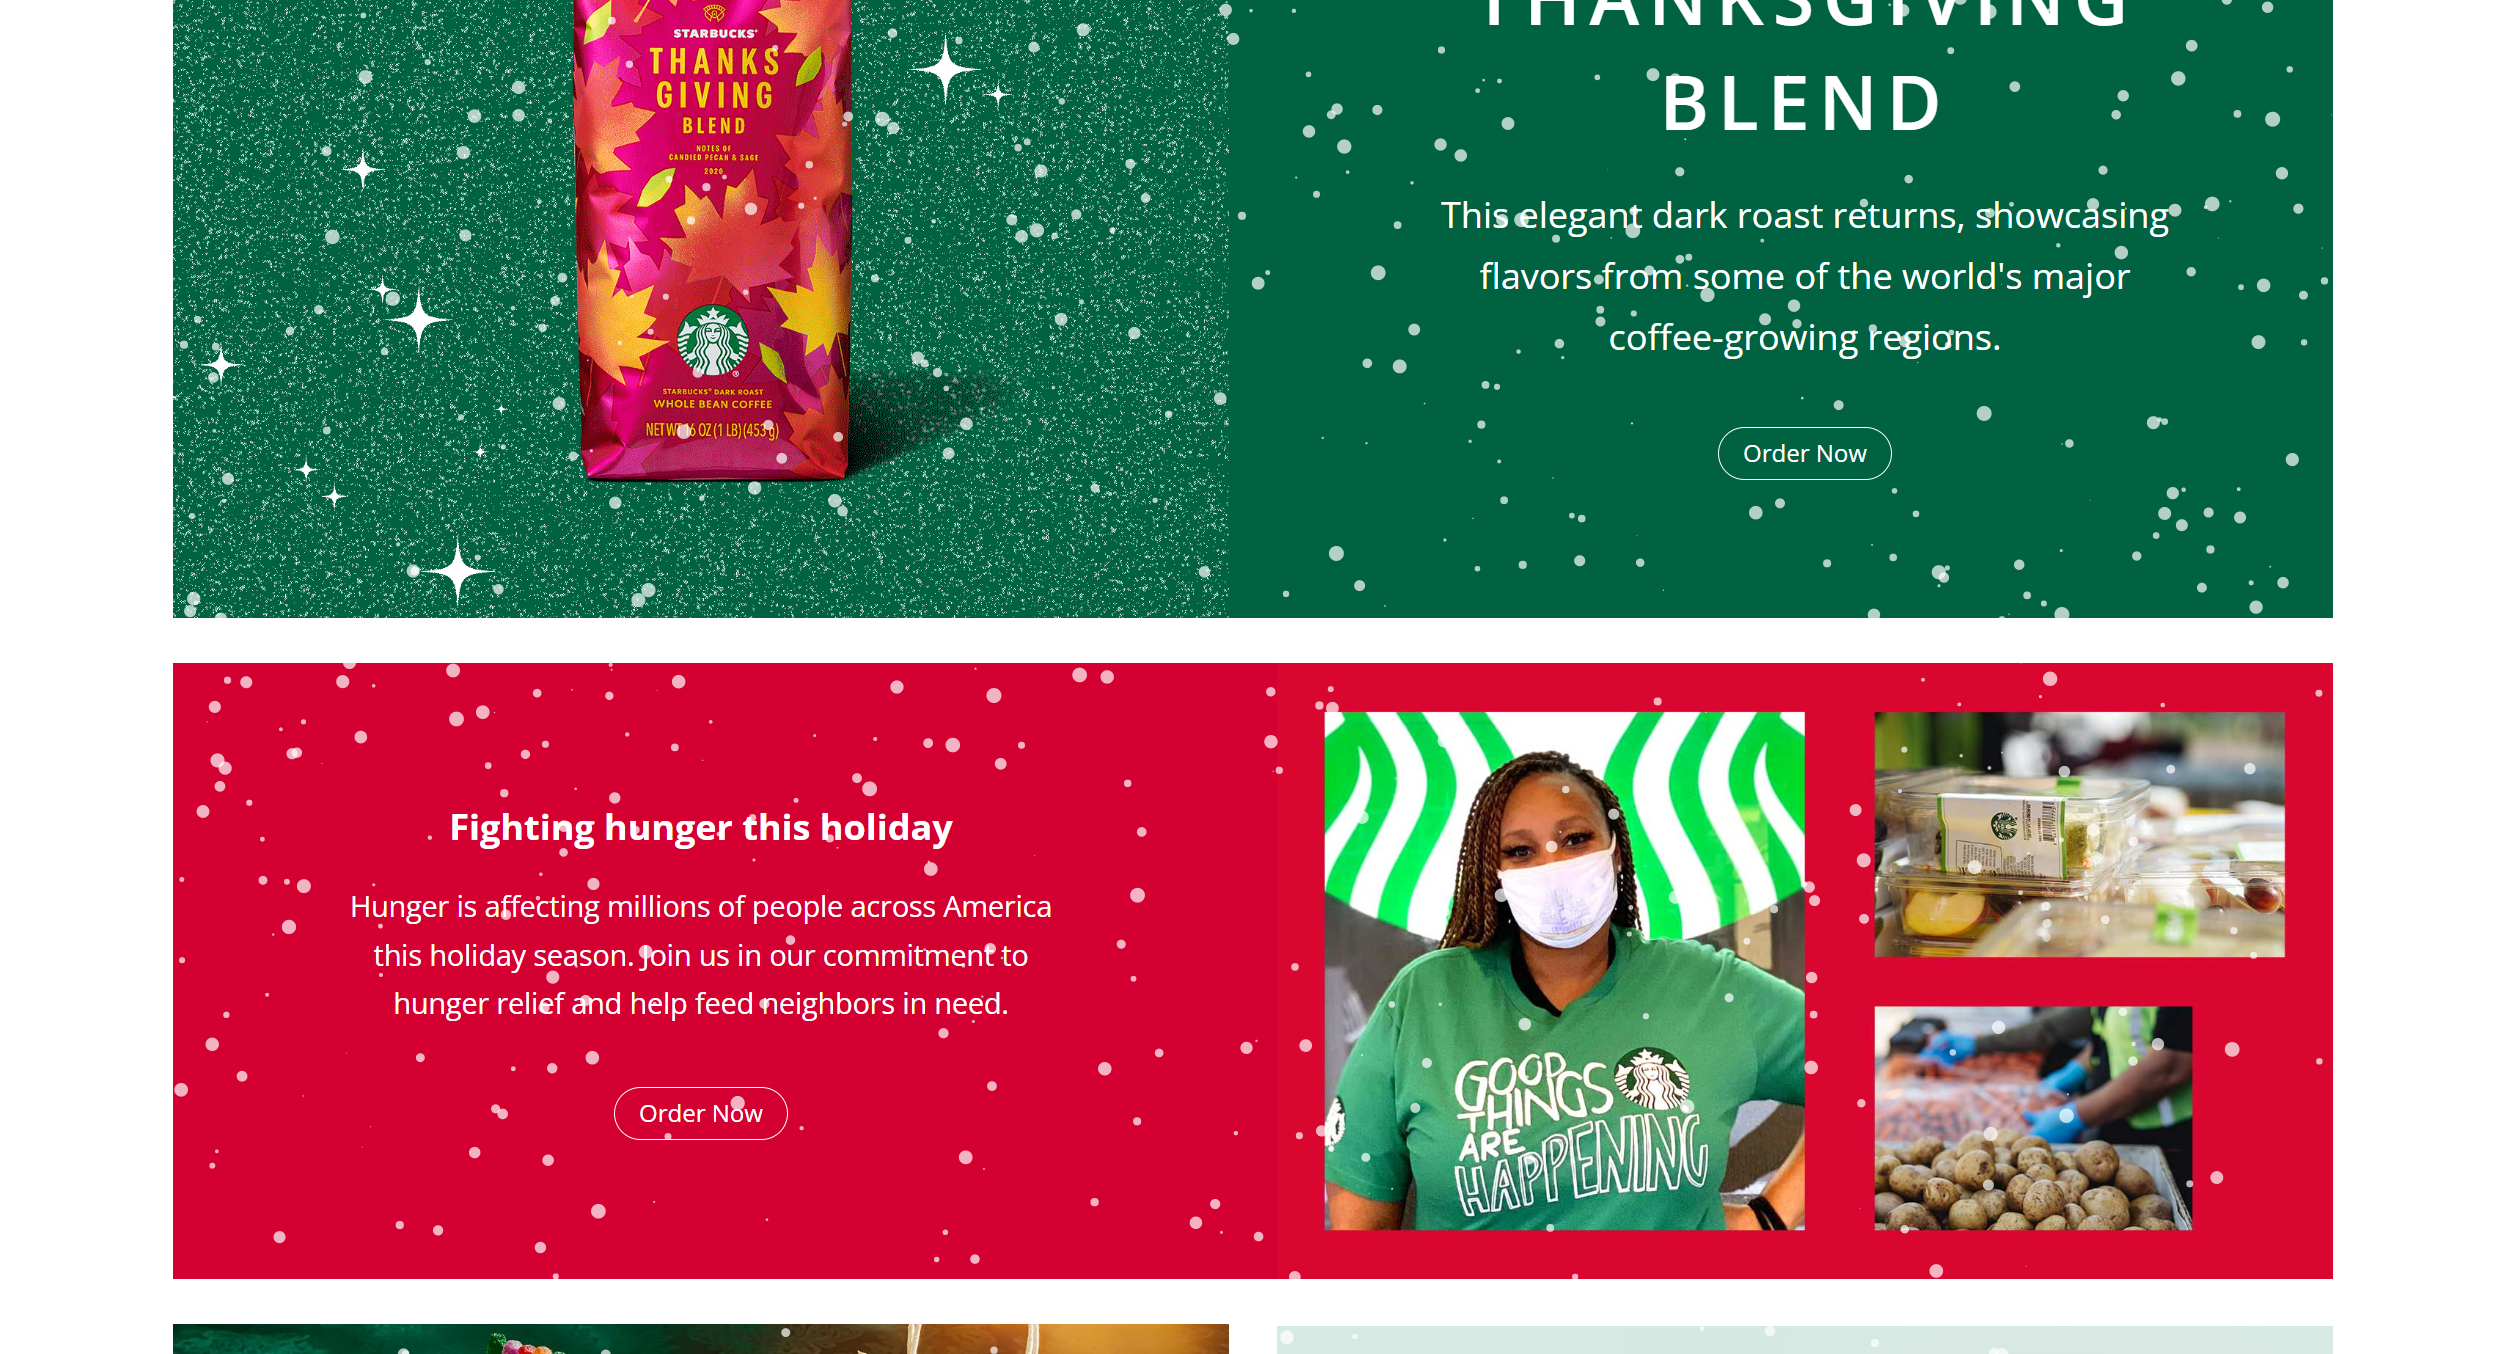 STARBUCKS®
THANKS
GIVING
BLEND
NOTES OF
CANDIED PECAN & SAGE
2020
STARBUCKS® DARK ROAST
WHOLE BEAN COFFEE
NET WT 16 OZ (1 LB) (453 g)
THANKSGIVING
BLEND
This elegant dark roast returns, showcasing
flavors from some of the world's major
coffee-growing regions.
Order Now
Fighting hunger this holiday
Hunger is affecting millions of people across America
this holiday season. Join us in our commitment to
hunger relief and help feed neighbors in need.
Order Now
GOOD
THINGS
ARE
HAPPENING